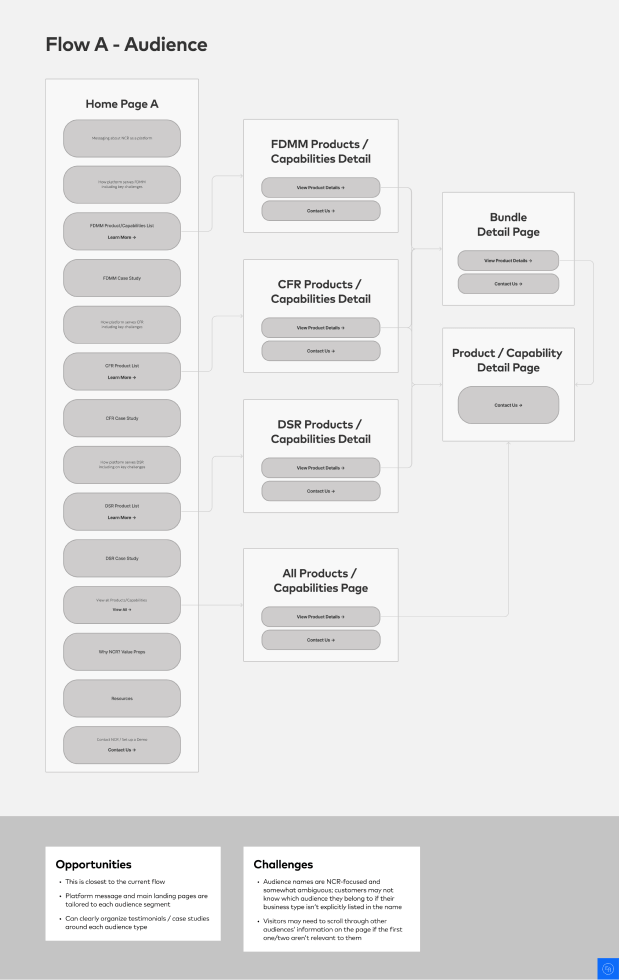 Flow A - Audience
Home Page A
Messaging about NCR as a platform
How platform serves FDMM
including key challenges
FDMM Product/Capabilities List
Learn More →
FDMM Case Study
How platform serves CFR
including key challenges
CFR Product List
Learn More →
CFR Case Study
How platform serves DSR
including key challenges
DSR Product List
Learn More →
DSR Case Study
View all Products/Capabilities
View All →
Why NCR? Value Props
Resources
Contact NCR / Set up a Demo
Contact Us →
FDMM Products /
Capabilities Detail
View Product Details →
Contact Us →
CFR Products /
Capabilities Detail
View Product Details →
Contact Us →
DSR Products /
Capabilities Detail
View Product Details →
Contact Us →
All Products /
Capabilities Page
View Product Details →
Contact Us →
Bundle
Detail Page
View Product Details →
Contact Us →
Product / Capability
Detail Page
Contact Us →
Opportunities
• This is closest to the current flow
• Platform message and main landing pages are
tailored to each audience segment
• Can clearly organize testimonials / case studies
around each audience type
Challenges
• Audience names are NCR-focused and
somewhat ambiguous; customers may not
know which audience they belong to if their
business type isn't explicitly listed in the name
• Visitors may need to scroll through other
audiences' information on the page if the first
one/two aren't relevant to them